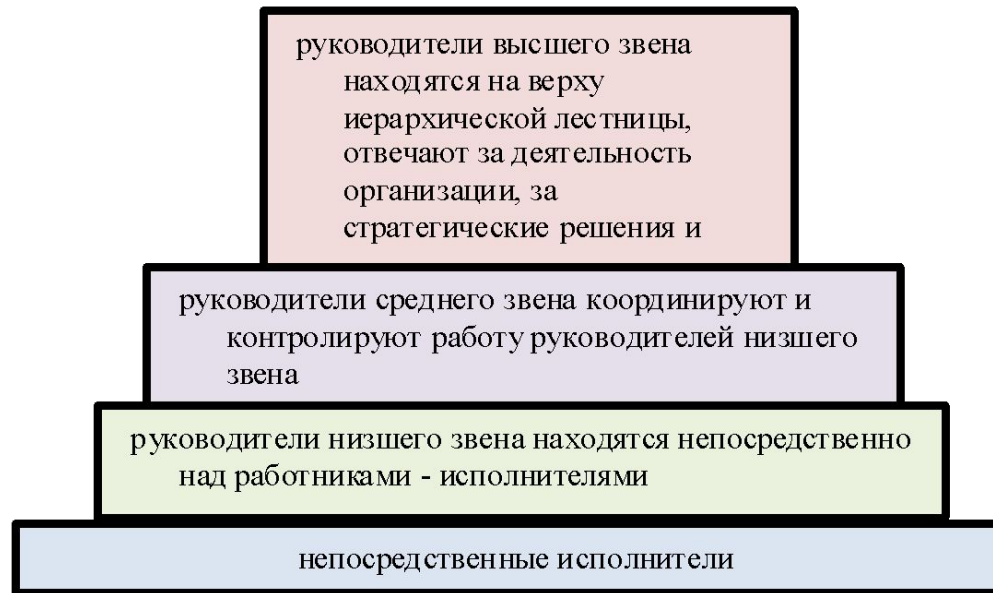 руководители высшего звена
находятся на верху
иерархической лестницы,
отвечают за деятельность
организации, за
стратегические решения и
руководители среднего звена координируют и
контролируют работу руководителей низшего
звена
руководители низшего звена находятся непосредственно
над работниками - исполнителями
непосредственные исполнители